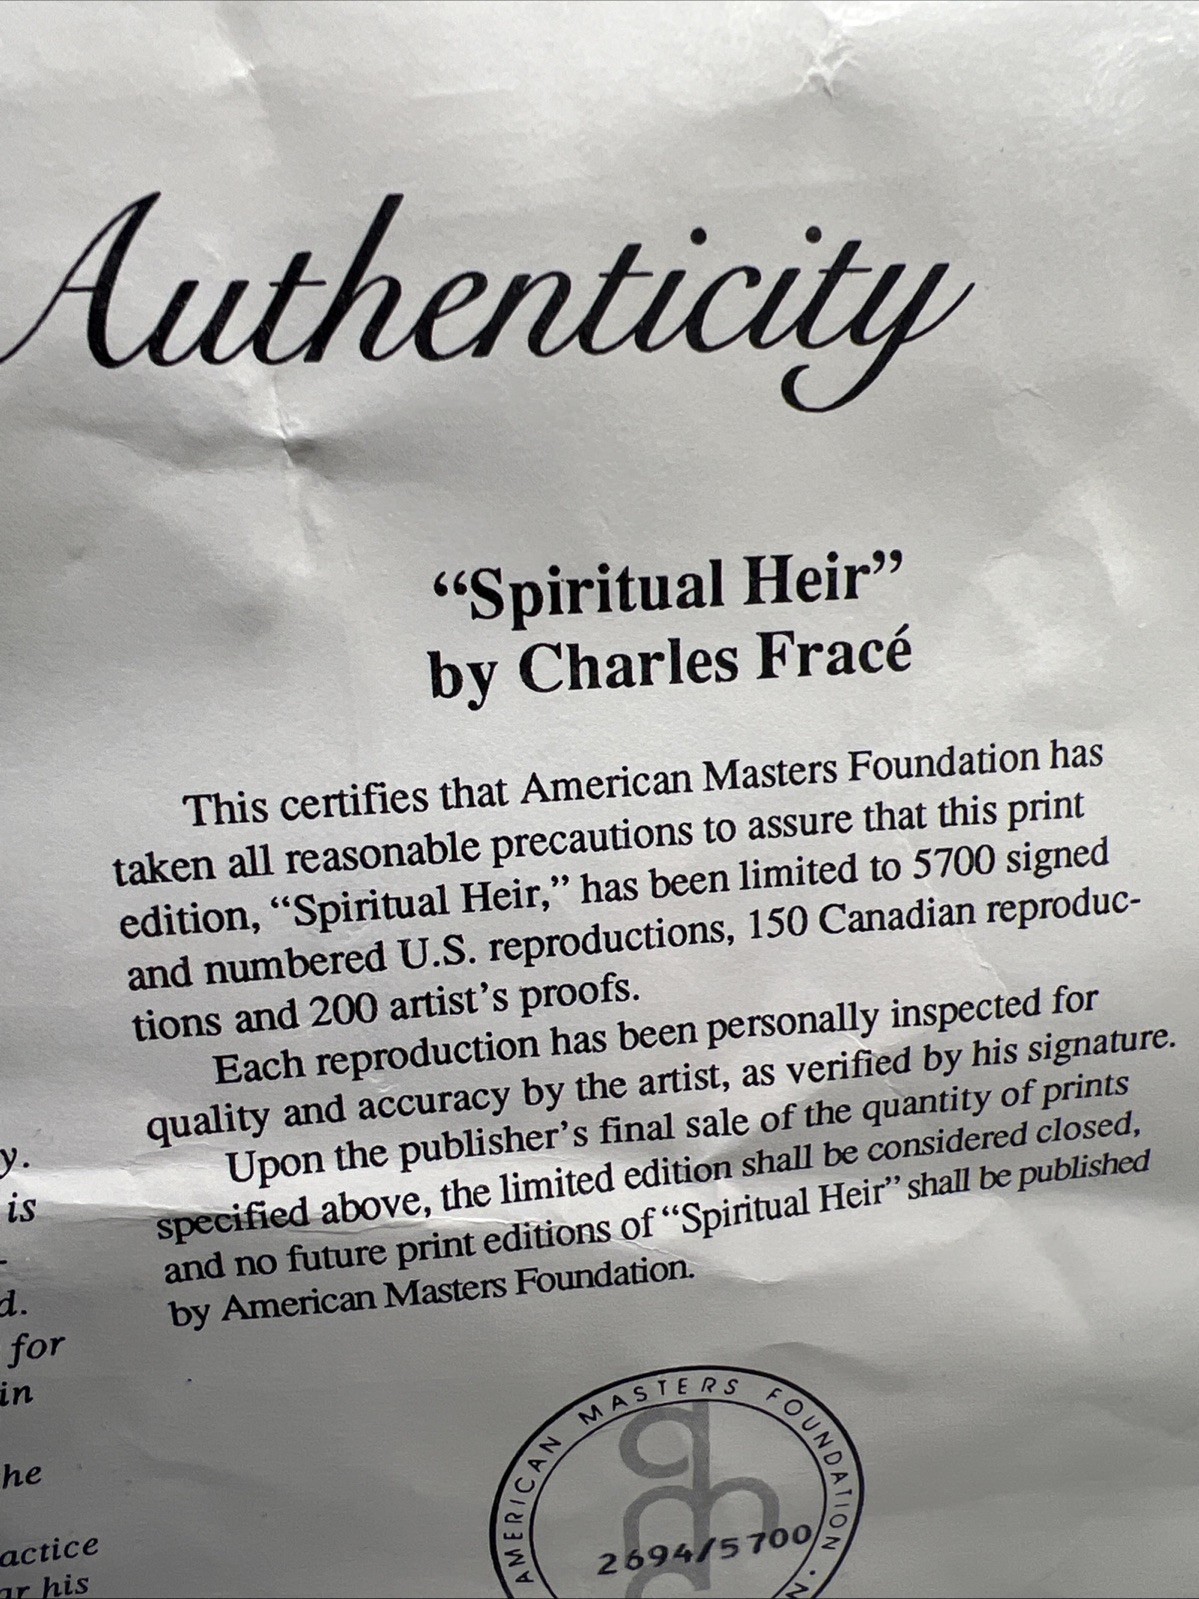 Authenticity
“Spiritual Heir”
by Charles Fracé
This certifies that American Masters Foundation has
taken all reasonable precautions to assure that this print
edition, “Spiritual Heir,” has been limited to 5700 signed
and numbered U.S. reproductions, 150 Canadian reproduc-
tions and 200 artist’s proofs.
Each reproduction has been personally inspected for
quality and accuracy by the artist, as verified by his signature.
Upon the publisher’s final sale of the quantity of prints
specified above, the limited edition shall be considered closed,
and no future print editions of “Spiritual Heir” shall be published
by American Masters Foundation.
is
for
in
his
AMERICAN MASTERS FOUNDATION
2694/5700